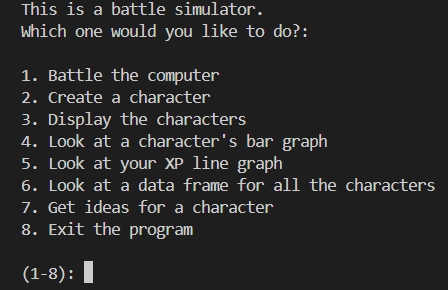 This is a battle simulator.
Which one would you like to do?:
1. Battle the computer
2. Create a character
3. Display the characters
4. Look at a character's bar graph
5. Look at your XP line graph
6. Look at a data frame for all the characters
7. Get ideas for a character
8. Exit the program
(1-8):